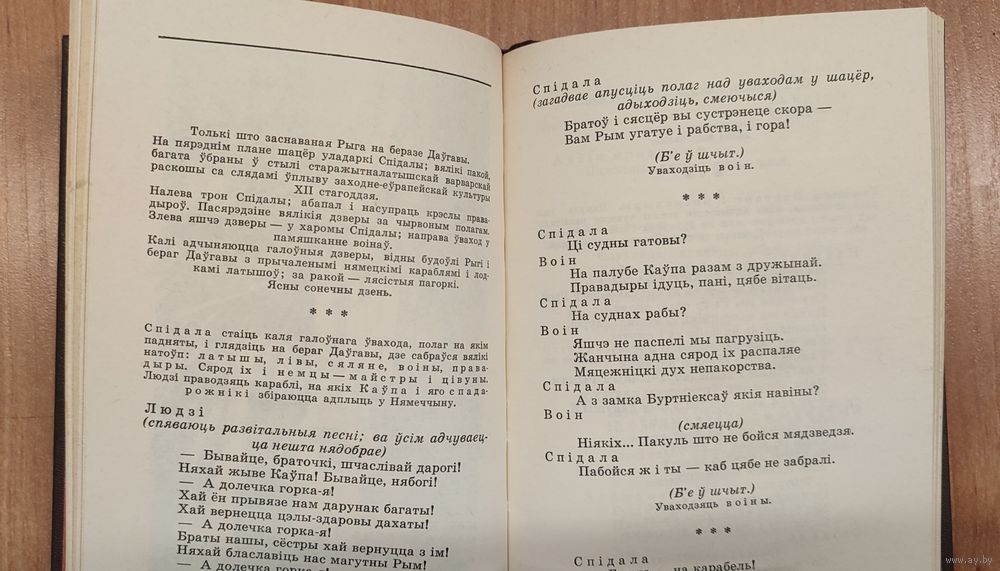 Толькі што заснаваная Рыга на беразе Даўгавы.
На пярэднім плане шацёр уладаркі Спідалы; вялікі пакой,
багата ўбраны ў стылі старажытналатышскай варварскай
раскошы са слядамі ўплыву заходне-еўрапейскай культуры
XII стагоддзя.
Налева трон Спідалы; абапал і насупраць крэслы права-
дыроў. Пасярэдзіне вялікія дзверы за чырвоным полагам.
Злева яшчэ дзверы — у харомы Спідалы; направа ўваход у
памяшканне воінаў.
Калі адчыняюцца галоўныя дзверы, відны будоўлі Рыгі і
бераг Даўгавы з прычаленымі нямецкімі караблямі і лод-
камі латышоў; за ракой — лясістыя пагоркі.
Ясны сонечны дзень.
* * *
Спідала стаіць каля галоўнага ўвахода, полаг на якім
падняты, і глядзіць на бераг Даўгавы, дзе сабраўся вялікі
натоўп: латышы, лівы, сяляне, воіны, права-
дыры. Сярод іх і немцы — майстры і цівуны.
Людзі праводзяць караблі, на якіх Каўпа і яго спада-
рожнікі збіраюцца адплыць у Нямеччыну.
Людзі
(спяваюць развітальныя песні; ва ўсім адчуваец-
ца нешта нядобрае)
— Бывайце, браточкі, шчаслівай дарогі!
Няхай жыве Каўпа! Бывайце, нябогі!
— А долечка горка-я!
Хай ён прывязе нам дарунак багаты!
Хай вернецца цэлы-здаровы дахаты!
— А долечка горка-я!
Браты нашы, сёстры хай вернуцца з ім!
Няхай блаславіць нас магутны Рым!
— А долечка горка-я!
Спідала
(загадвае апусціць полаг над уваходам у шацёр,
адыходзіць, смеючыся)
Братоў і сясцёр вы сустрэнеце скора —
Вам Рым угатуе і рабства, і гора!
(Б'е ў шчыт.)
Уваходзіць воін.
* * *
Спідала
Ці судны гатовы?
Воін
На палубе Каўпа разам з дружынай.
Правадыры ідуць, пані, цябе вітаць.
Спідала
На суднах рабы?
Воін
Яшчэ не паспелі мы пагрузіць.
Жанчына адна сярод іх распаляе
Мяцежніцкі дух непакорства.
Спідала
А з замка Буртніексаў якія навіны?
Воін
(смяецца)
Ніякіх... Пакуль што не бойся мядзведзя.
Спідала
Пабойся ж і ты — каб цябе не забралі.
(Б'е ў шчыт.)
Уваходзяць воіны.
* * *
Спідала
на карабель!
www.ay.by